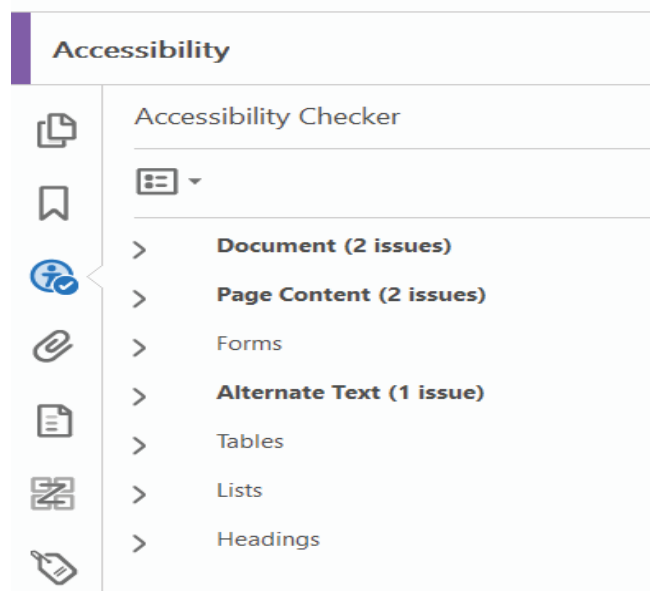 Accessibility
Accessibility Checker
Document (2 issues)
Page Content (2 issues)
Forms
Alternate Text (1 issue)
Tables
Lists
Headings